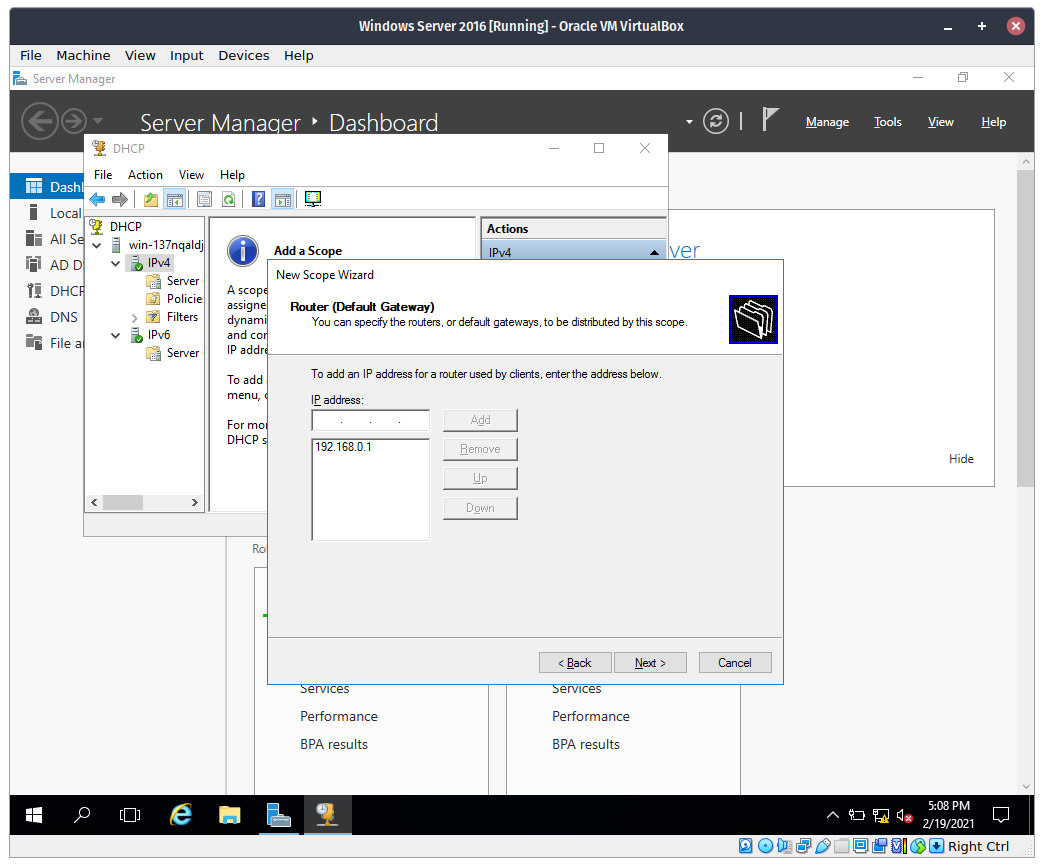 Windows Server 2016 [Running] - Oracle VM VirtualBox
File Machine View Input Devices Help
Server Manager
Server Manager Dashboard
Manage Tools View Help
DHCP
File Action View Help
Dashl
Local
All Se
AD D
DHCP
DNS
File a
DHCP
win-137nqaldj
IPv4
Server
Policie
Filters
IPv6
Server
Add a Scope
A scope
assigne
dynami
and cor
IP addre
To add
menu, c
For mor
DHCP s
Actions
IPv4
ver
New Scope Wizard
Router (Default Gateway)
You can specify the routers, or default gateways, to be distributed by this scope.
To add an IP address for a router used by clients, enter the address below.
IP address:
. . .
Add
192.168.0.1
Remove
Up
Down
< Back Next > Cancel
Hide
Rol
Services
Performance
BPA results
Services
Performance
BPA results
5:08 PM
2/19/2021
Right Ctrl